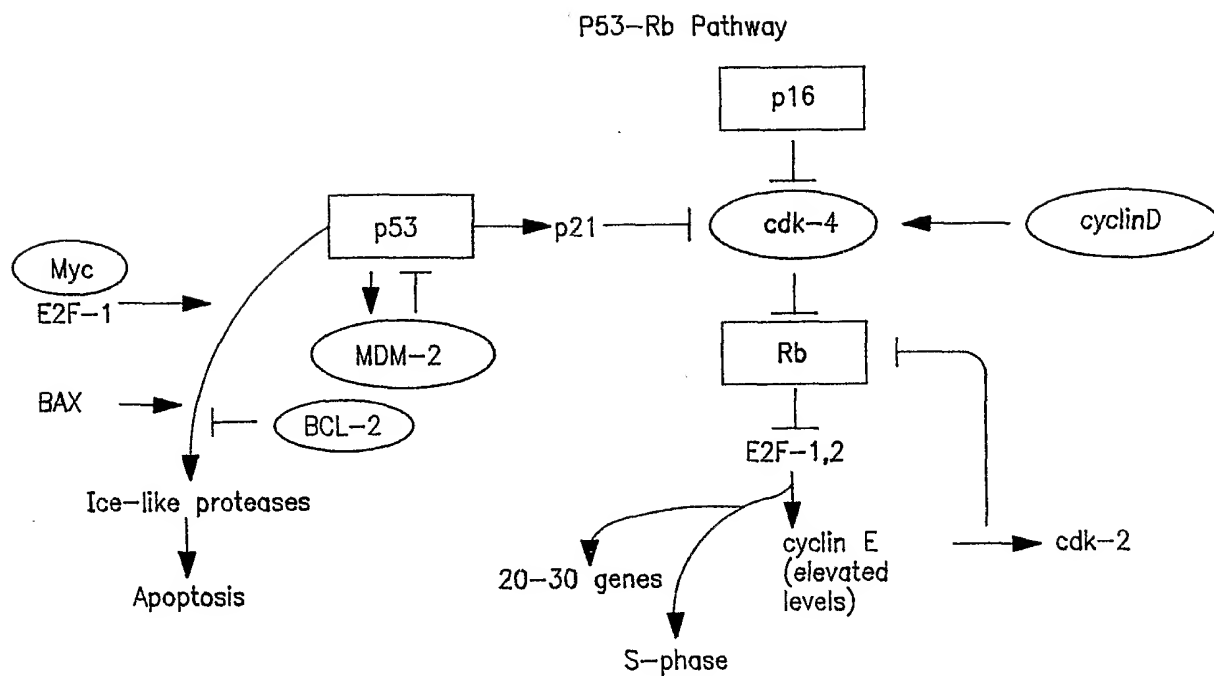 P53-Rb Pathway
p16
p53
p21
cdk-4
cyclinD
Myc
E2F-1
MDM-2
Rb
BAX
BCL-2
E2F-1,2
Ice-like proteases
cyclin E
(elevated
levels)
cdk-2
20-30 genes
Apoptosis
S-phase